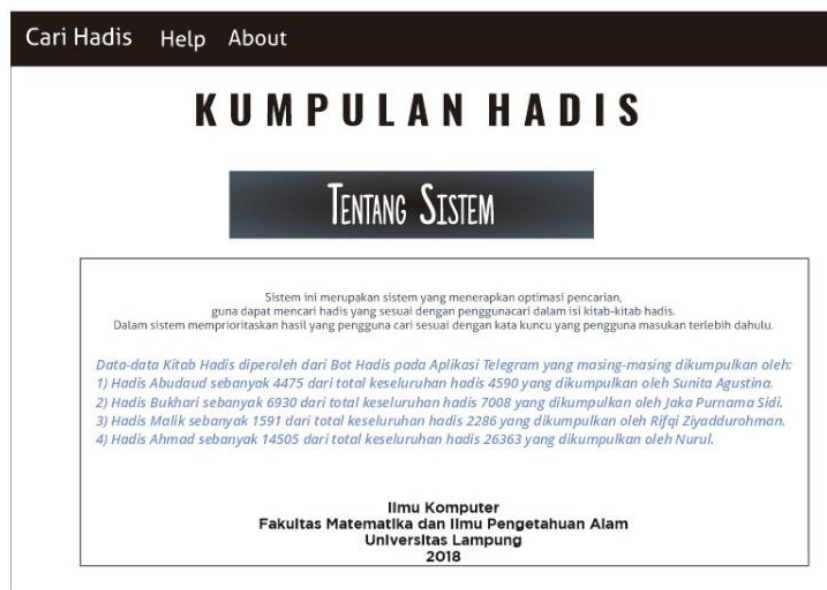 Cari Hadis Help About
KUMPULAN HADIS
TENTANG SISTEM
Sistem ini merupakan sistem yang menerapkan optimasi pencarian,
guna dapat mencari hadis yang sesuai dengan penggunacari dalam isi kitab-kitab hadis.
Dalam sistem memprioritaskan hasil yang pengguna cari sesuai dengan kata kuncu yang pengguna masukan terlebih dahulu.
Data-data Kitab Hadis diperoleh dari Bot Hadis pada Aplikasi Telegram yang masing-masing dikumpulkan oleh:
1) Hadis Abudaud sebanyak 4475 dari total keseluruhan hadis 4590 yang dikumpulkan oleh Sunita Agustina.
2) Hadis Bukhari sebanyak 6930 dari total keseluruhan hadis 7008 yang dikumpulkan oleh Jaka Purnama Sidi.
3) Hadis Malik sebanyak 1591 dari total keseluruhan hadis 2286 yang dikumpulkan oleh Rifqi Ziyaddurohman.
4) Hadis Ahmad sebanyak 14505 dari total keseluruhan hadis 26363 yang dikumpulkan oleh Nurul.
Ilmu Komputer
Fakultas Matematika dan Ilmu Pengetahuan Alam
Universitas Lampung
2018